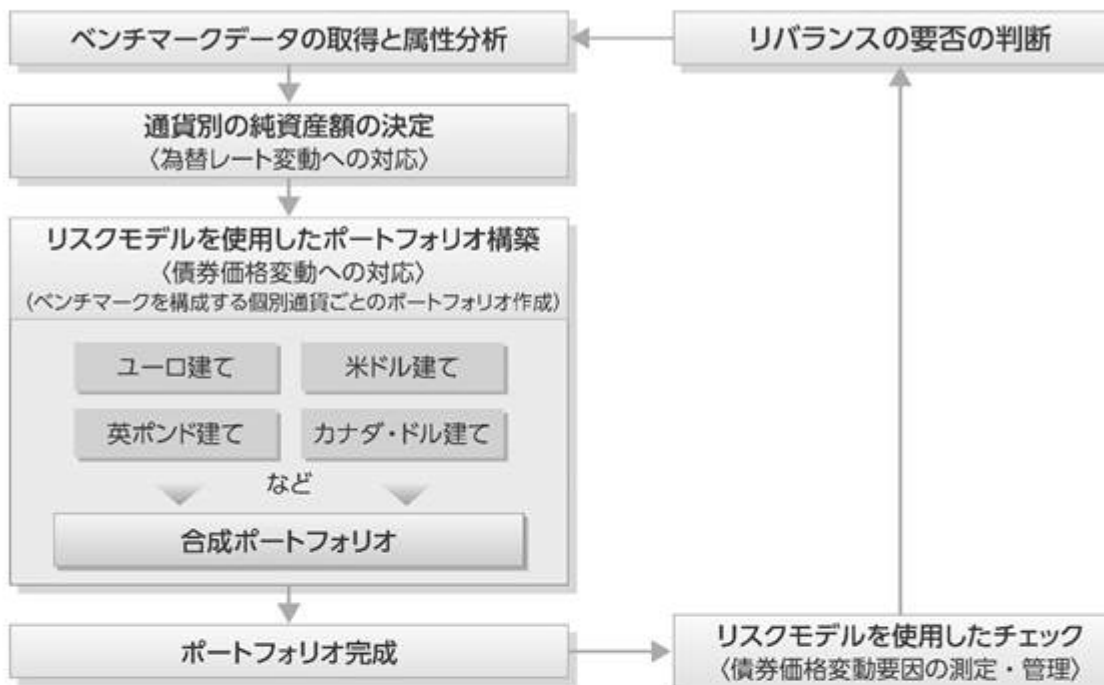 ベンチマークデータの取得と属性分析
リバランスの要否の判断
通貨別の純資産額の決定
〈為替レート変動への対応〉
リスクモデルを使用したポートフォリオ構築
〈債券価格変動への対応〉
(ベンチマークを構成する個別通貨ごとのポートフォリオ作成)
ユーロ建て
米ドル建て
英ポンド建て
カナダ・ドル建て
など
合成ポートフォリオ
ポートフォリオ完成
リスクモデルを使用したチェック
〈債券価格変動要因の測定・管理〉